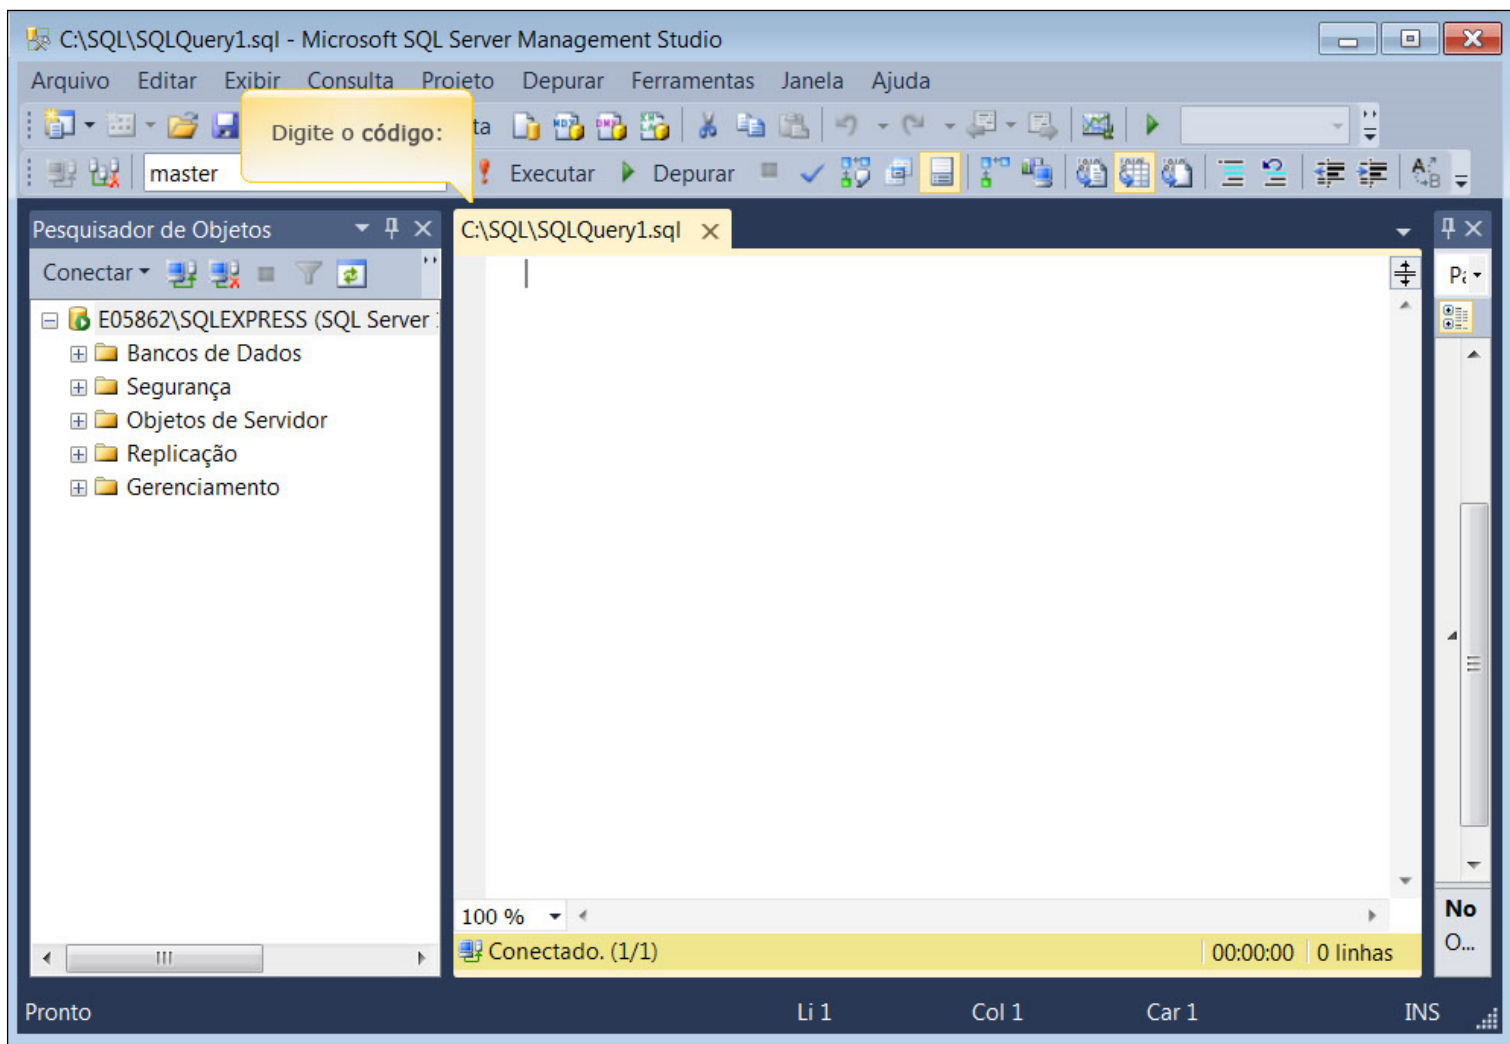 C:\SQL\SQLQuery1.sql - Microsoft SQL Server Management Studio
Arquivo Editar Exibir Consulta Projeto Depurar Ferramentas Janela Ajuda
Digite o código:
ta
master
Executar Depurar
Pesquisador de Objetos
Conectar
E05862\SQLEXPRESS (SQL Server
Bancos de Dados
Segurança
Objetos de Servidor
Replicação
Gerenciamento
C:\SQL\SQLQuery1.sql
100 %
Conectado. (1/1) 00:00:00 0 linhas
No
O...
Pronto Li 1 Col 1 Car 1 INS